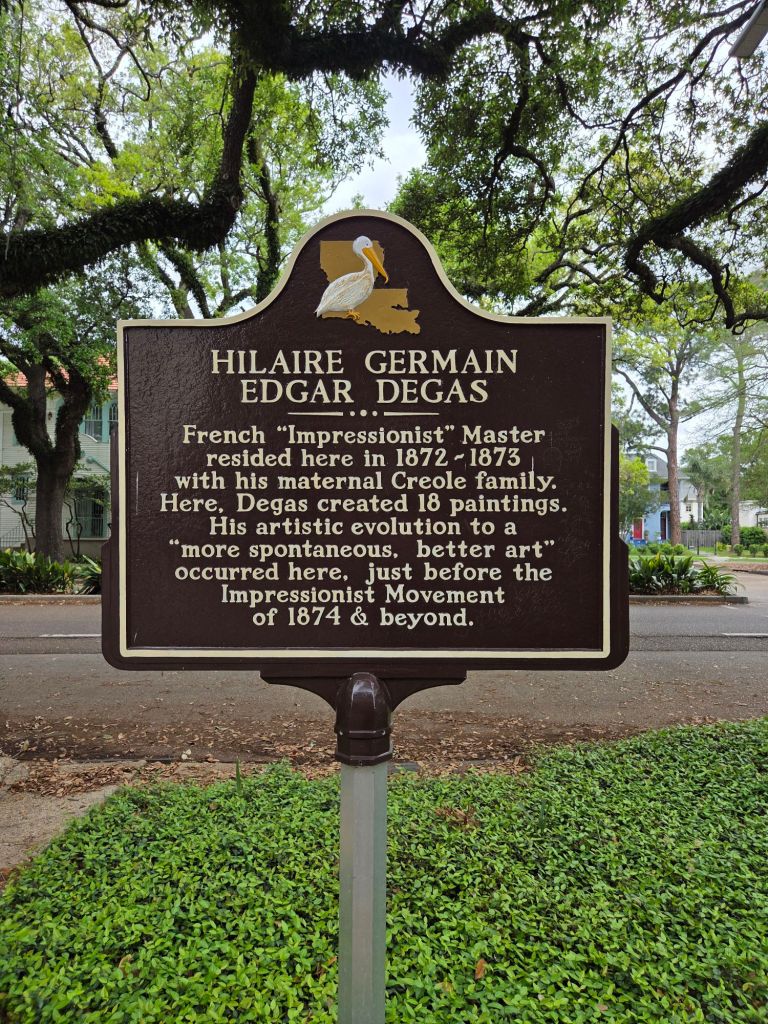 HILAIRE GERMAIN
EDGAR DEGAS
French "Impressionist" Master
resided here in 1872~1873
with his maternal Creole family.
Here, Degas created 18 paintings.
His artistic evolution to a
"more spontaneous, better art"
occurred here, just before the
Impressionist Movement
of 1874 & beyond.